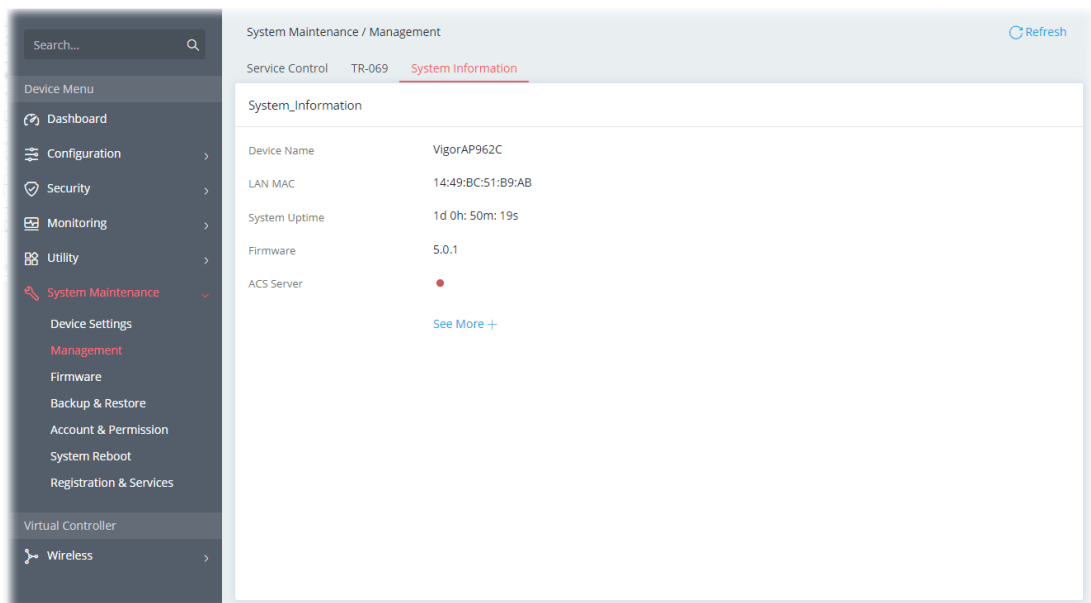 Search...
Device Menu
Dashboard
Configuration
Security
Monitoring
Utility
System Maintenance
Device Settings
Management
Firmware
Backup & Restore
Account & Permission
System Reboot
Registration & Services
Virtual Controller
Wireless
System Maintenance / Management
Refresh
Service Control TR-069 System Information
System_Information
Device Name VigorAP962C
LAN MAC 14:49:BC:51:B9:AB
System Uptime 1d 0h: 50m: 19s
Firmware 5.0.1
ACS Server
See More +